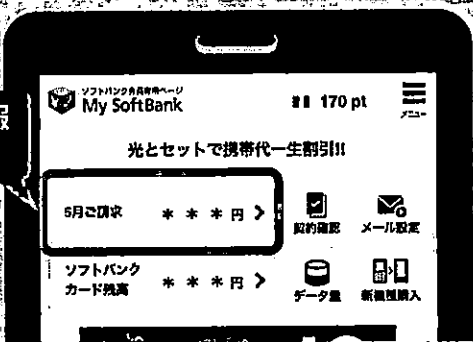 ソフトバンク会員専用ページ
My SoftBank
170 pt
メニュー
光とセットで携帯代一生割引!!
5月ご請求
* * * 円 >
契約確認
メール設定
ソフトバンク
カード残高
* * * 円 >
データ量
新機種購入